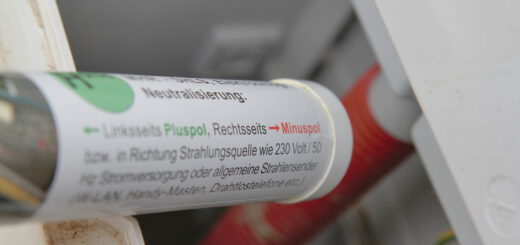 Neutralisierung:
← Linksseits Pluspol, Rechtsseits → Minuspol
bzw. in Richtung Strahlungsquelle wie 230 Volt / 50
Hz Stromversorgung oder allgemeine Strahlensender
(W-LAN, Handy-Masten, Drahtlostelefone etc.)